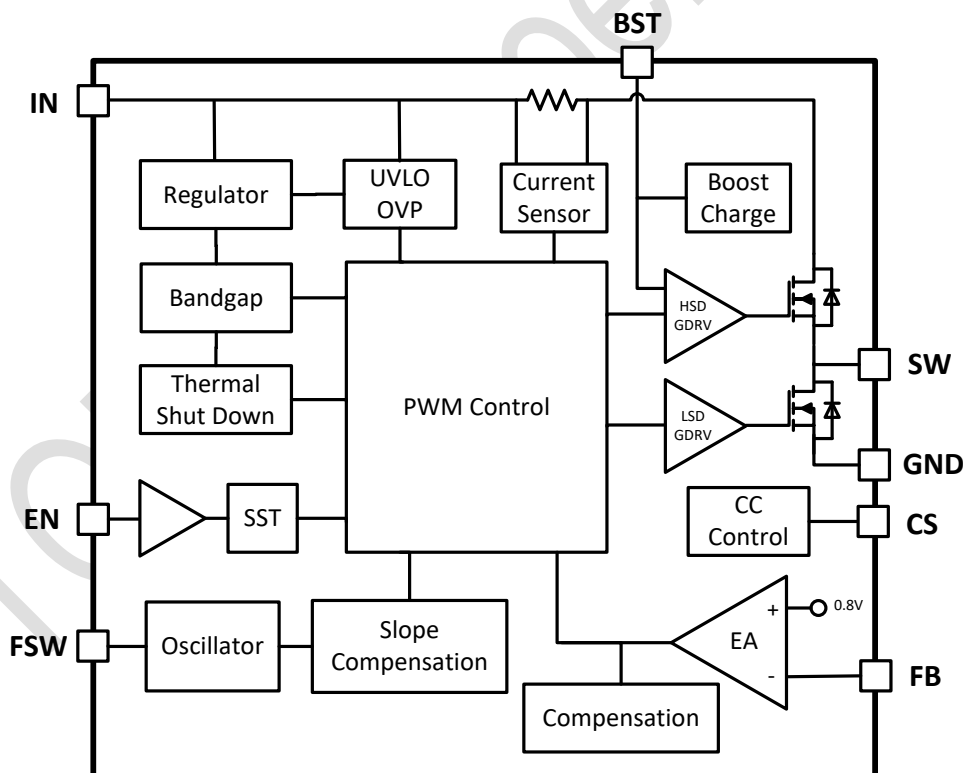 BST
IN
Regulator
UVLO
OVP
Current
Sensor
Boost
Charge
Bandgap
HSD
GDRV
Thermal
Shut Down
PWM Control
SW
LSD
GDRV
GND
EN
SST
CC
Control
CS
FSW
Oscillator
Slope
Compensation
EA
+
0.8V
-
FB
Compensation